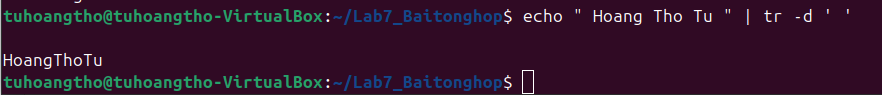 tuhoangtho@tuhoangtho-VirtualBox:~/Lab7_Baitonghop$ echo " Hoang Tho Tu " | tr -d ' '
HoangThoTu
tuhoangtho@tuhoangtho-VirtualBox:~/Lab7_Baitonghop$